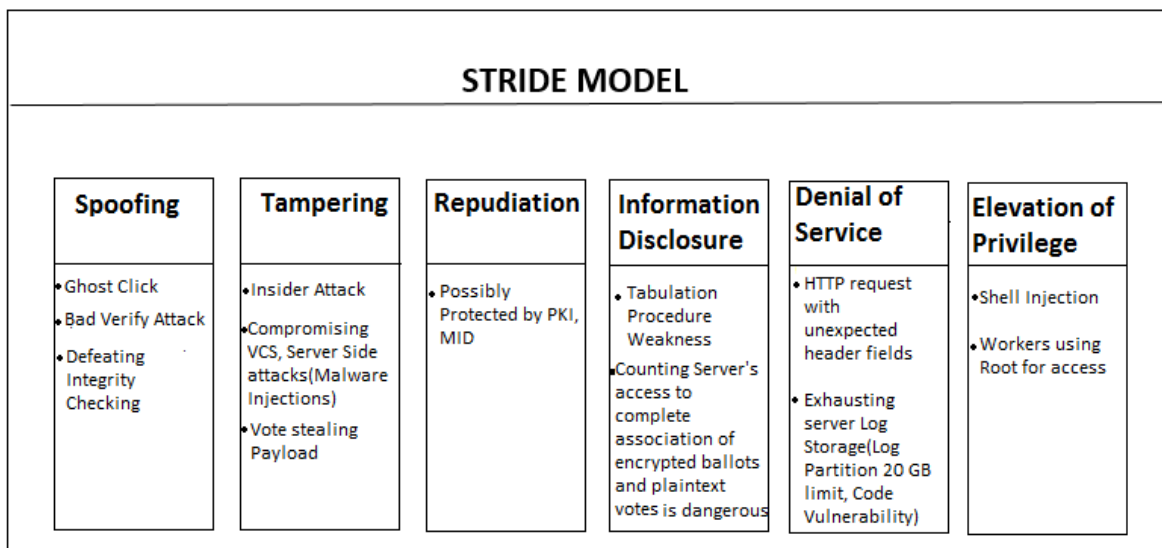 STRIDE MODEL
Spoofing
• Ghost Click
• Bad Verify Attack
• Defeating
Integrity
Checking
Tampering
• Insider Attack
• Compromising
VCS, Server Side
attacks(Malware
Injections)
• Vote stealing
Payload
Repudiation
• Possibly
Protected by PKI,
MID
Information
Disclosure
• Tabulation
Procedure
Weakness
• Counting Server's
access to
complete
association of
encrypted ballots
and plaintext
votes is dangerous
Denial of
Service
• HTTP request
with
unexpected
header fields
• Exhausting
server Log
Storage(Log
Partition 20 GB
limit, Code
Vulnerability)
Elevation of
Privilege
• Shell Injection
• Workers using
Root for access